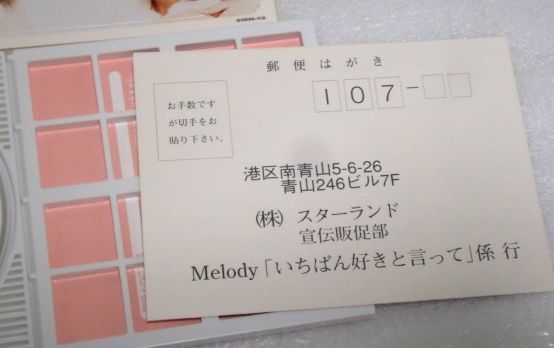 郵便はがき
107-
お手数です
が切手をお
貼り下さい。
港区南青山5-6-26
青山246ビル7F
(株) スターランド
宣伝販促部
Melody「いちばん好きと言って」係 行